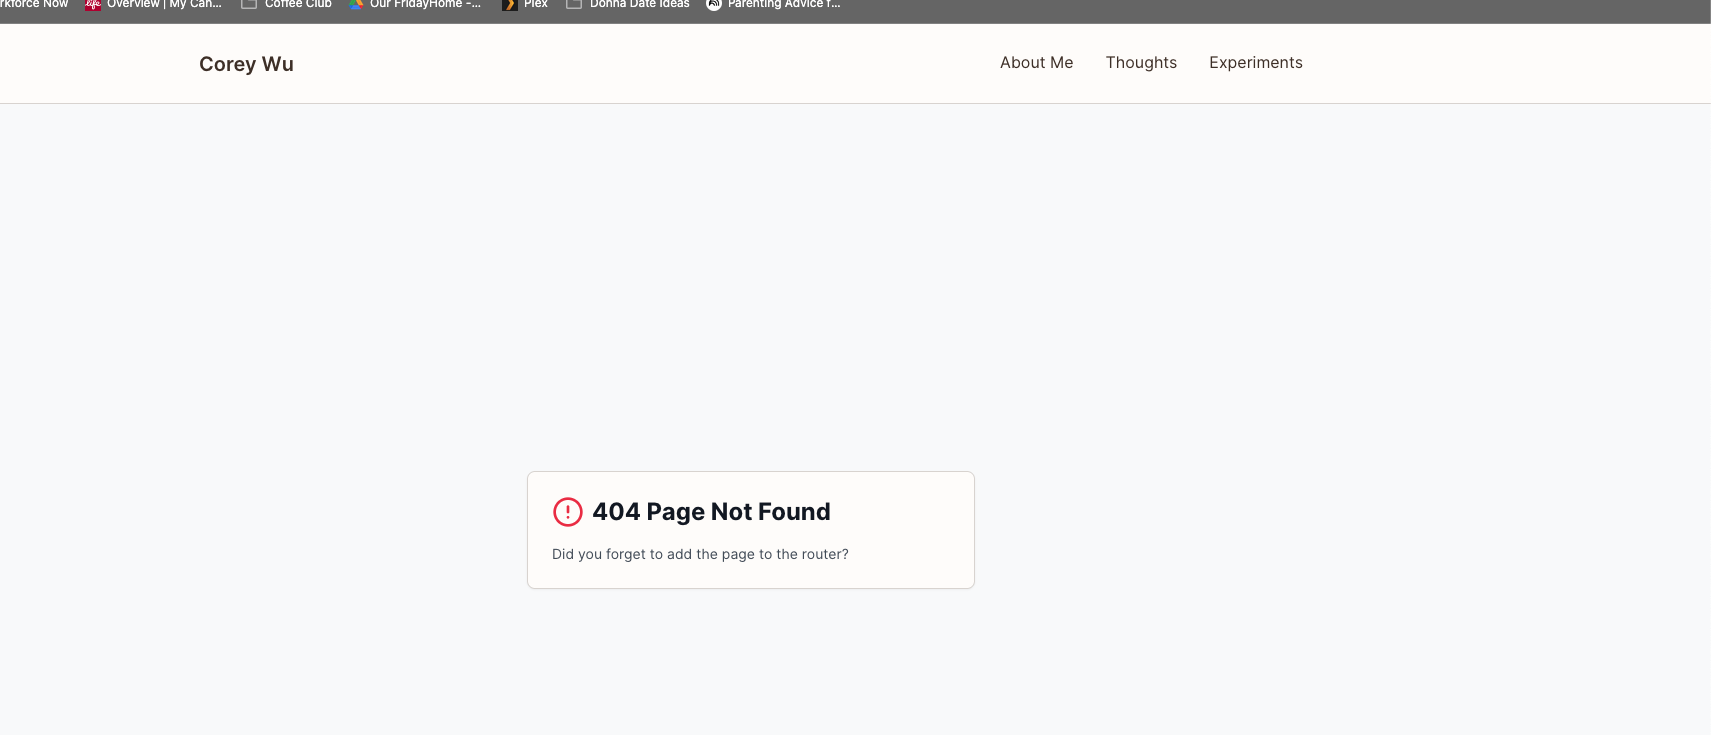 rkforce Now Overview | My Can... Coffee Club Our FridayHome -... Plex Donna Date Ideas Parenting Advice f...
Corey Wu About Me Thoughts Experiments
404 Page Not Found
Did you forget to add the page to the router?